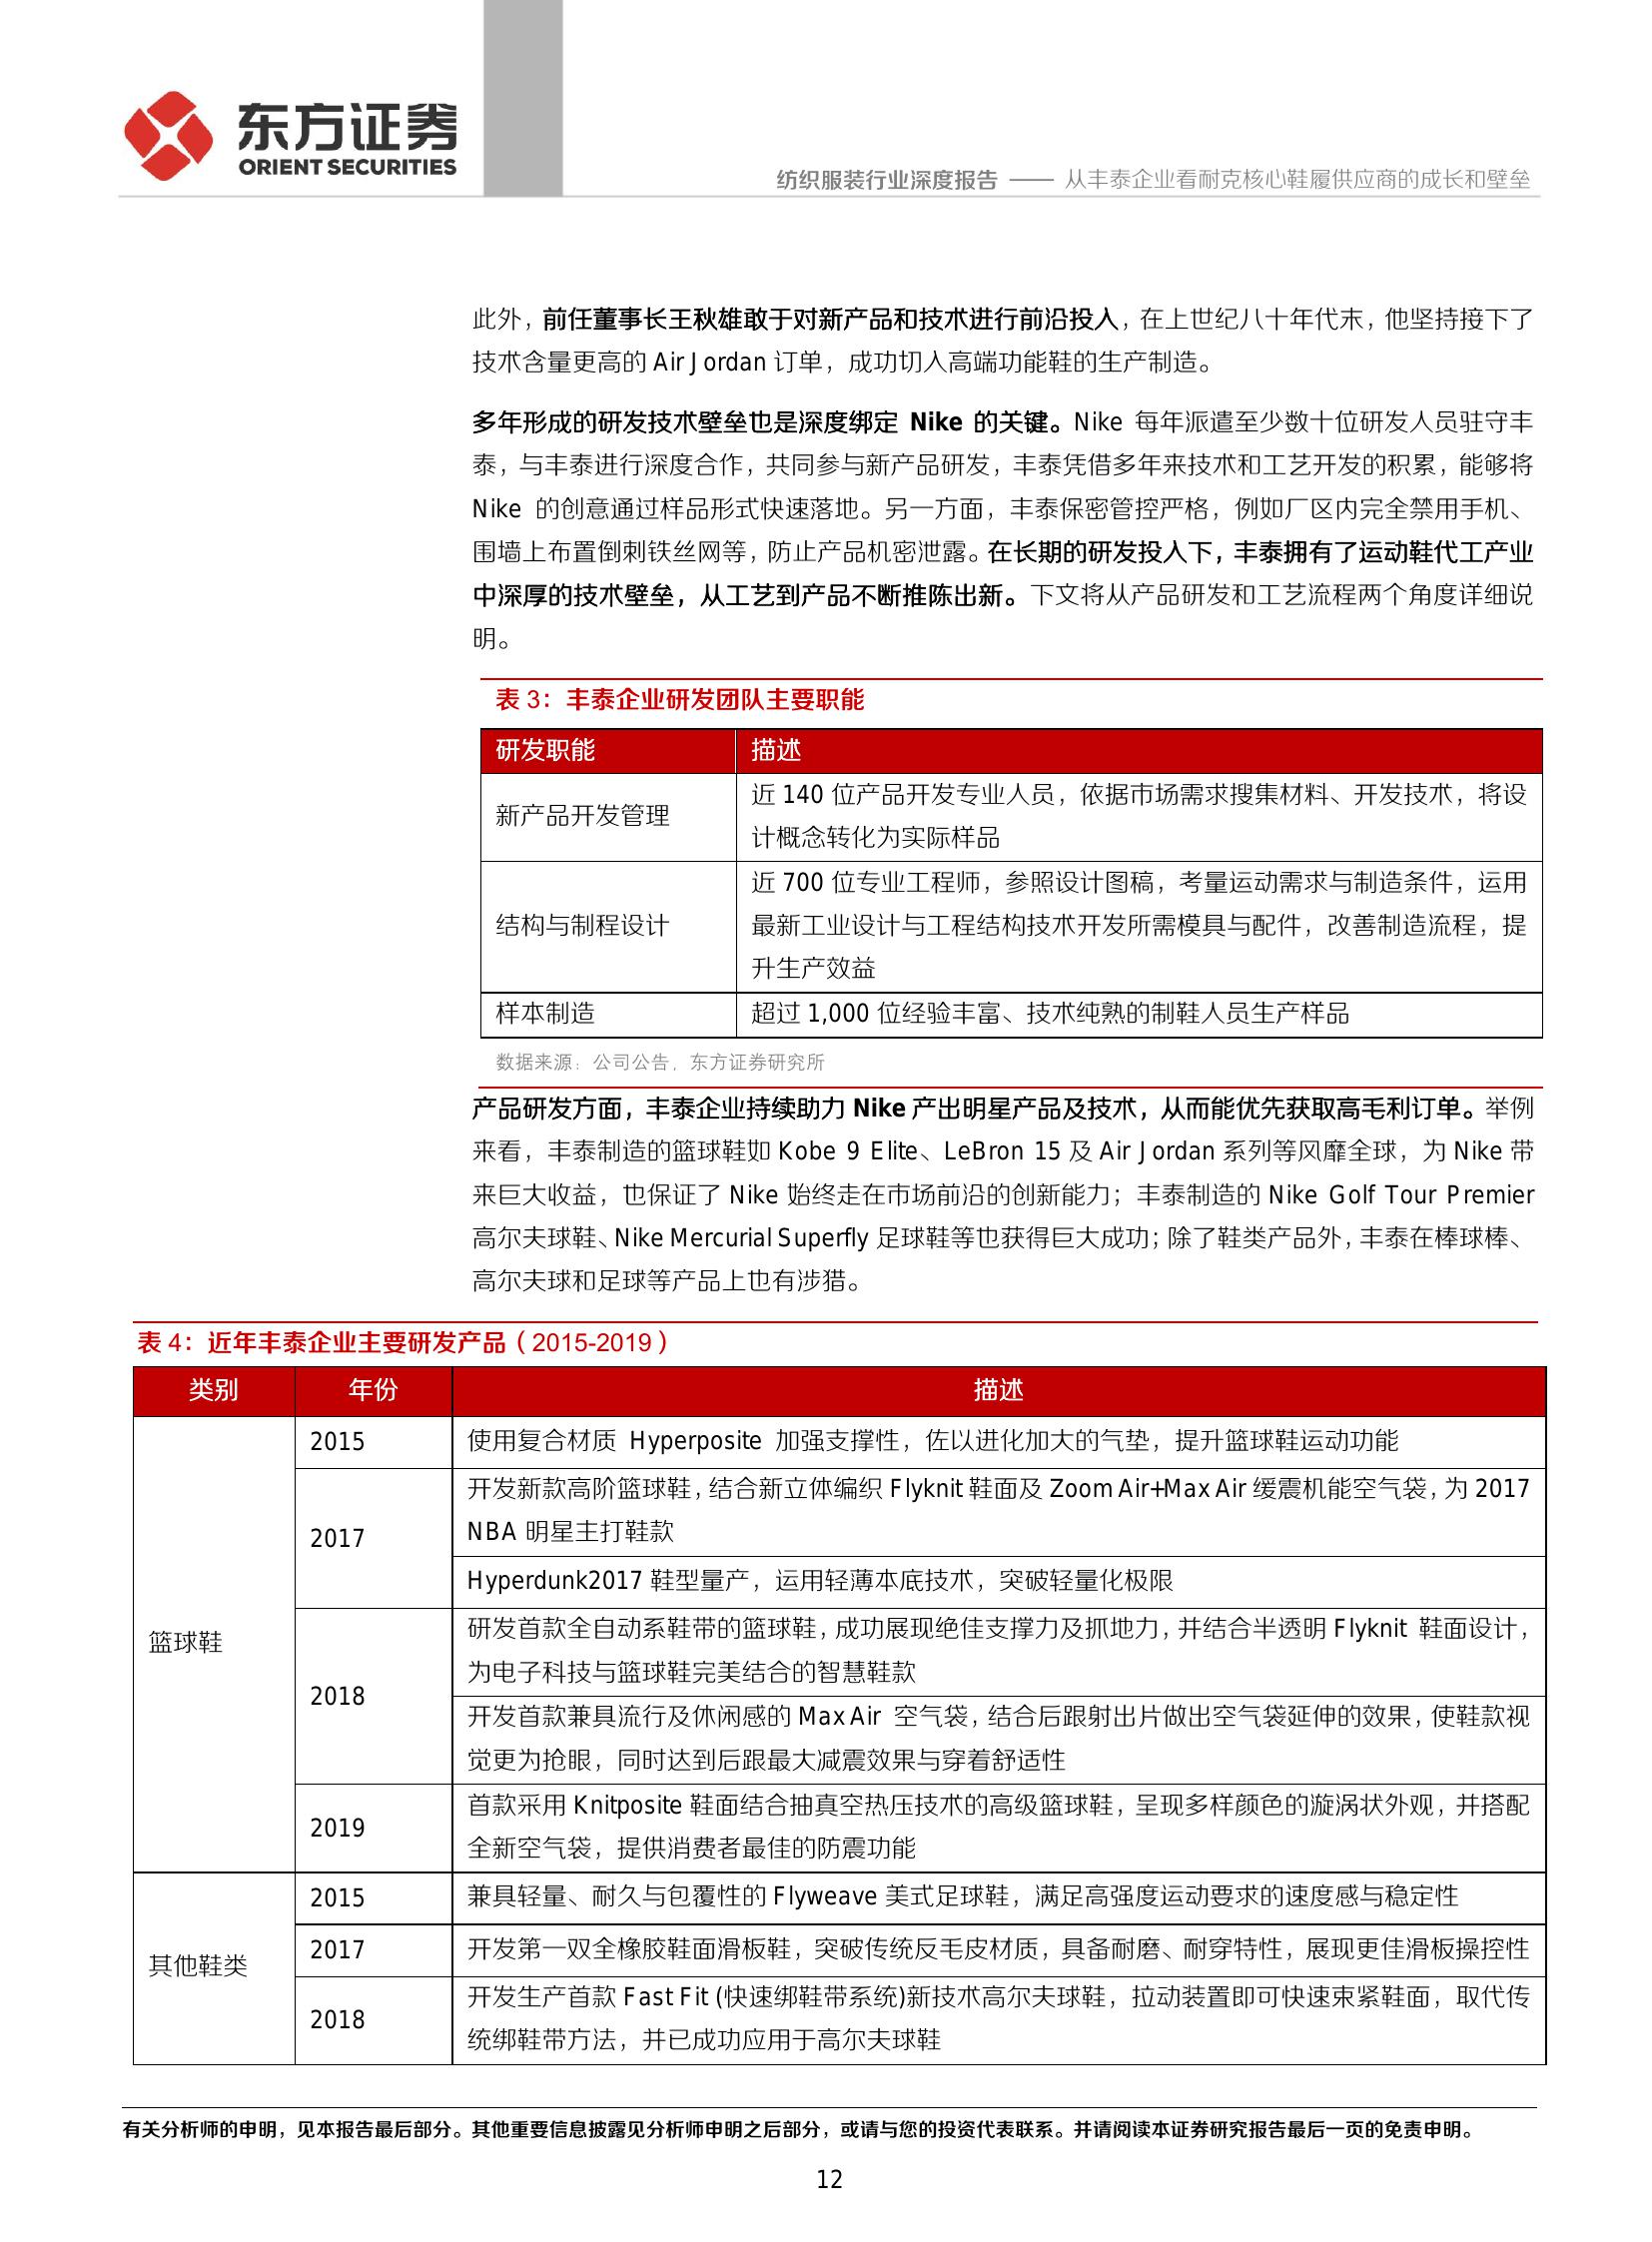 东方证券
ORIENT SECURITIES
纺织服装行业深度报告 —— 从丰泰企业看耐克核心鞋履供应商的成长和壁垒
此外，前任董事长王秋雄敢于对新产品和技术进行前沿投入，在上世纪八十年代末，他坚持接下了
技术含量更高的 Air Jordan 订单，成功切入高端功能鞋的生产制造。
多年形成的研发技术壁垒也是深度绑定 Nike 的关键。Nike 每年派遣至少数十位研发人员驻守丰
泰，与丰泰进行深度合作，共同参与新产品研发，丰泰凭借多年来技术和工艺开发的积累，能够将
Nike 的创意通过样品形式快速落地。另一方面，丰泰保密管控严格，例如厂区内完全禁用手机、
围墙上布置倒刺铁丝网等，防止产品机密泄露。在长期的研发投入下，丰泰拥有了运动鞋代工产业
中深厚的技术壁垒，从工艺到产品不断推陈出新。下文将从产品研发和工艺流程两个角度详细说
明。
表 3：丰泰企业研发团队主要职能
研发职能 描述
新产品开发管理
近 140 位产品开发专业人员，依据市场需求搜集材料、开发技术，将设
计概念转化为实际样品
结构与制程设计
近 700 位专业工程师，参照设计图稿，考量运动需求与制造条件，运用
最新工业设计与工程结构技术开发所需模具与配件，改善制造流程，提
升生产效益
样本制造 超过 1,000 位经验丰富、技术纯熟的制鞋人员生产样品
数据来源：公司公告，东方证券研究所
产品研发方面，丰泰企业持续助力 Nike 产出明星产品及技术，从而能优先获取高毛利订单。举例
来看，丰泰制造的篮球鞋如 Kobe 9 Elite、LeBron 15 及 Air Jordan 系列等风靡全球，为 Nike 带
来巨大收益，也保证了 Nike 始终走在市场前沿的创新能力；丰泰制造的 Nike Golf Tour Premier
高尔夫球鞋、Nike Mercurial Superfly 足球鞋等也获得巨大成功；除了鞋类产品外，丰泰在棒球棒、
高尔夫球和足球等产品上也有涉猎。
表 4：近年丰泰企业主要研发产品（2015-2019）
类别 年份 描述
篮球鞋
2015 使用复合材质 Hyperposite 加强支撑性，佐以进化加大的气垫，提升篮球鞋运动功能
2017
开发新款高阶篮球鞋，结合新立体编织 Flyknit 鞋面及 Zoom Air+Max Air 缓震机能空气袋，为 2017
NBA 明星主打鞋款
Hyperdunk2017 鞋型量产，运用轻薄本底技术，突破轻量化极限
2018
研发首款全自动系鞋带的篮球鞋，成功展现绝佳支撑力及抓地力，并结合半透明 Flyknit 鞋面设计，
为电子科技与篮球鞋完美结合的智慧鞋款
开发首款兼具流行及休闲感的 Max Air 空气袋，结合后跟射出片做出空气袋延伸的效果，使鞋款视
觉更为抢眼，同时达到后跟最大减震效果与穿着舒适性
2019
首款采用 Knitposite 鞋面结合抽真空热压技术的高级篮球鞋，呈现多样颜色的漩涡状外观，并搭配
全新空气袋，提供消费者最佳的防震功能
其他鞋类
2015 兼具轻量、耐久与包覆性的 Flyweave 美式足球鞋，满足高强度运动要求的速度感与稳定性
2017 开发第一双全橡胶鞋面滑板鞋，突破传统反毛皮材质，具备耐磨、耐穿特性，展现更佳滑板操控性
2018
开发生产首款 Fast Fit (快速绑鞋带系统)新技术高尔夫球鞋，拉动装置即可快速束紧鞋面，取代传
统绑鞋带方法，并已成功应用于高尔夫球鞋
有关分析师的申明，见本报告最后部分。其他重要信息披露见分析师申明之后部分，或请与您的投资代表联系。并请阅读本证券研究报告最后一页的免责申明。
12